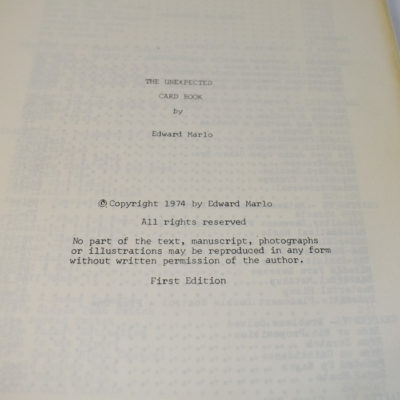 THE UNEXPECTED
CARD BOOK
by
Edward Marlo
© Copyright 1974 by Edward Marlo
All rights reserved
No part of the text, manuscript, photographs
or illustrations may be reproduced in any form
without written permission of the author.
First Edition